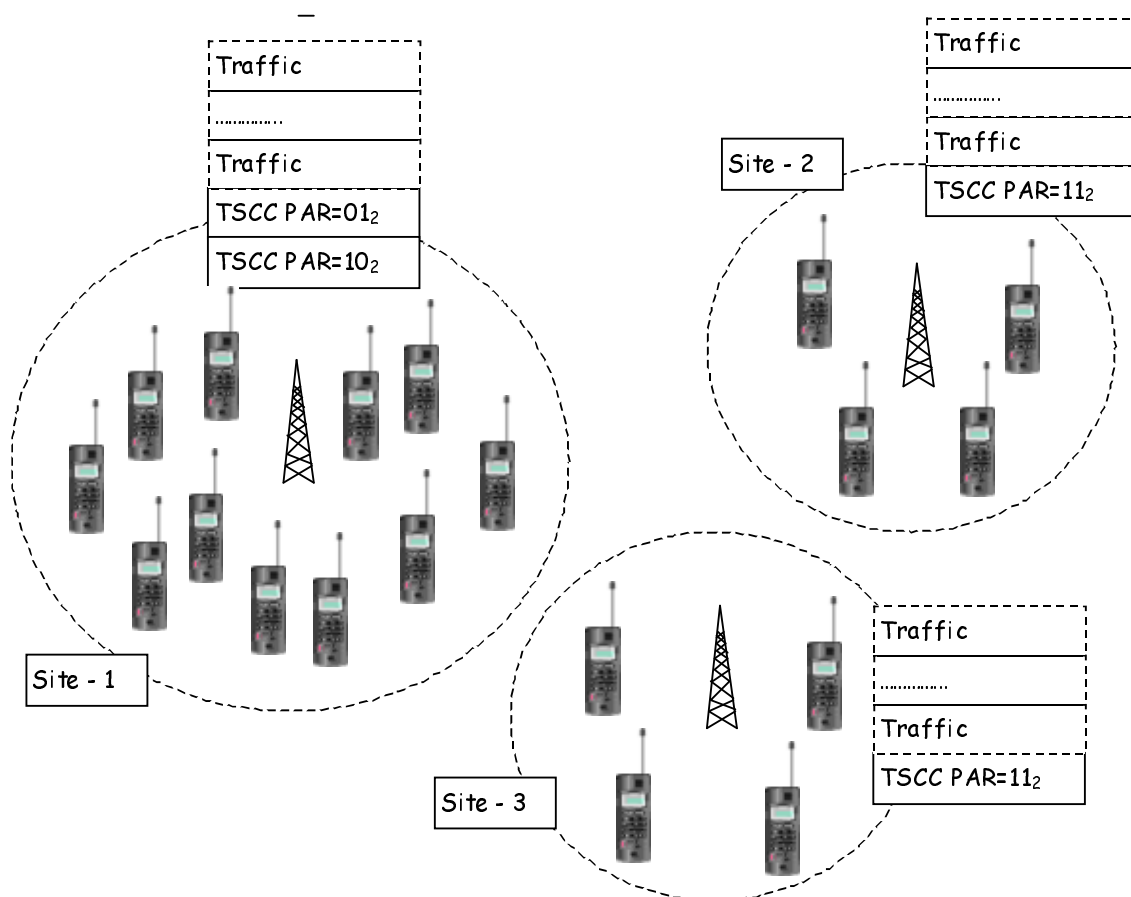 Traffic
..............
Traffic
TSCC PAR=01₂
TSCC PAR=10₂
Site - 1
Traffic
..............
Traffic
Site - 2
TSCC PAR=11₂
Traffic
..............
Traffic
TSCC PAR=11₂
Site - 3